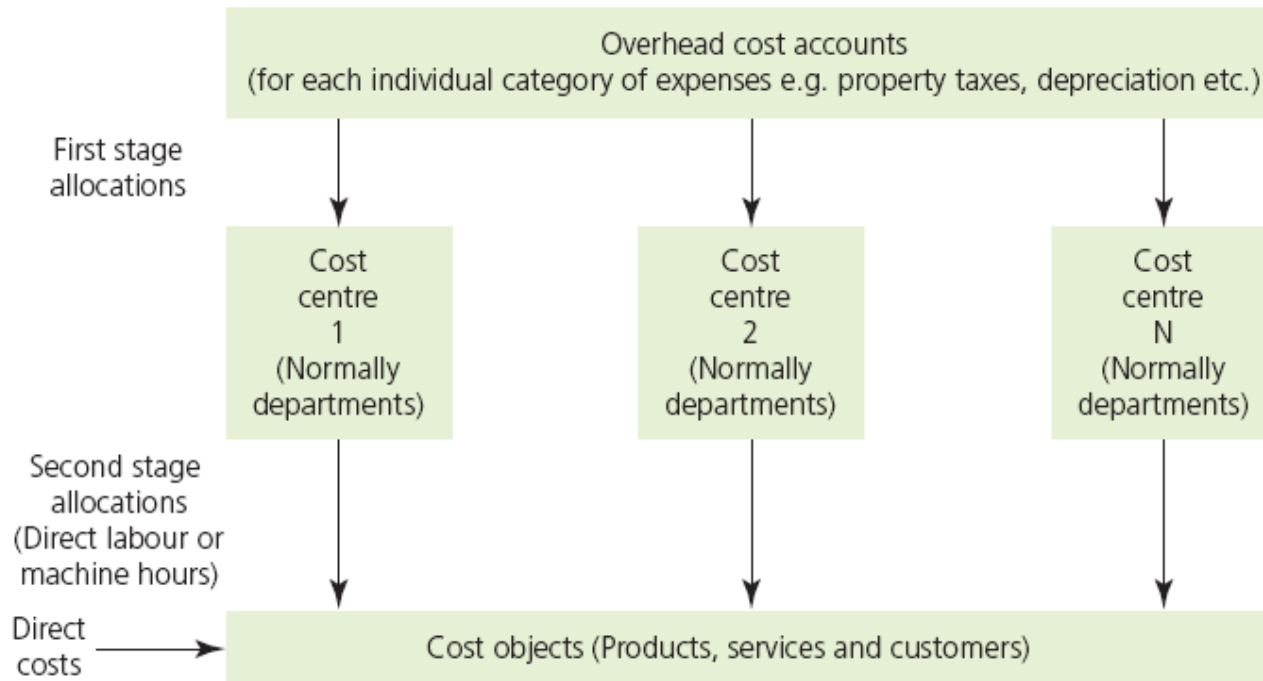 Overhead cost accounts
(for each individual category of expenses e.g. property taxes, depreciation etc.)
First stage
allocations
Cost
centre
1
(Normally
departments)
Cost
centre
2
(Normally
departments)
Cost
centre
N
(Normally
departments)
Second stage
allocations
(Direct labour or
machine hours)
Direct
costs
Cost objects (Products, services and customers)